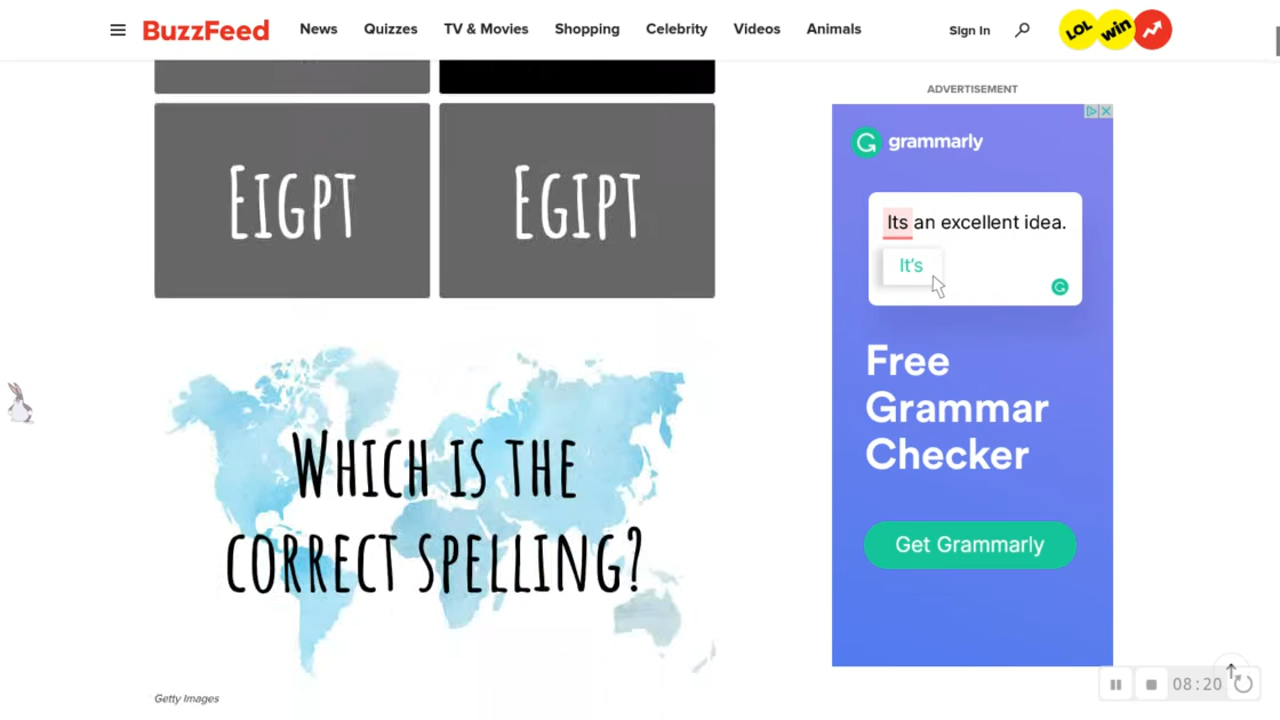 BuzzFeed
News
Quizzes
TV & Movies
Shopping
Celebrity
Videos
Animals
Sign In
LOL
win
ADVERTISEMENT
EIGPT
EGIPT
WHICH IS THE
CORRECT SPELLING?
Getty Images
grammarly
Its an excellent idea.
It's
Free
Grammar
Checker
Get Grammarly
08:20